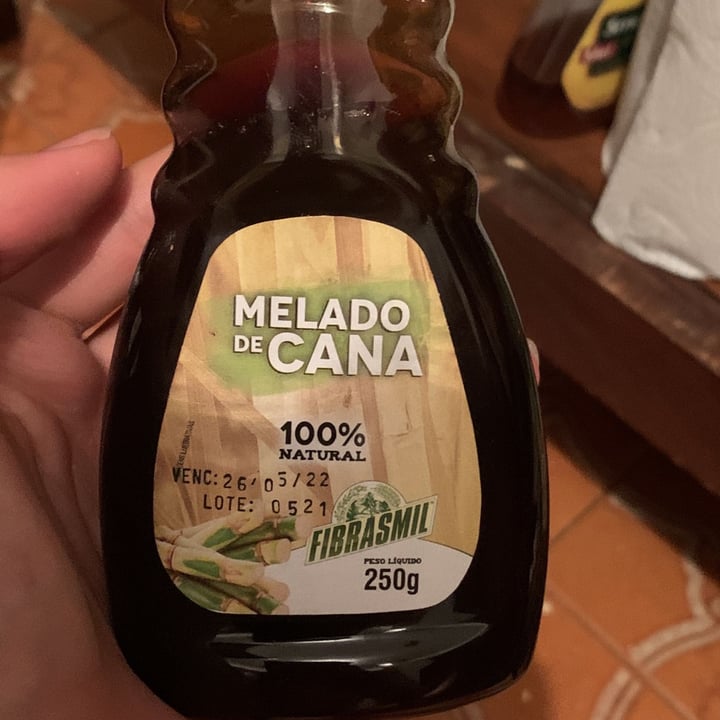 MELADO
DE CANA
100%
NATURAL
VENC: 26/05/22
LOTE: 0521
FIBRASMIL
PESO LÍQUIDO
250g